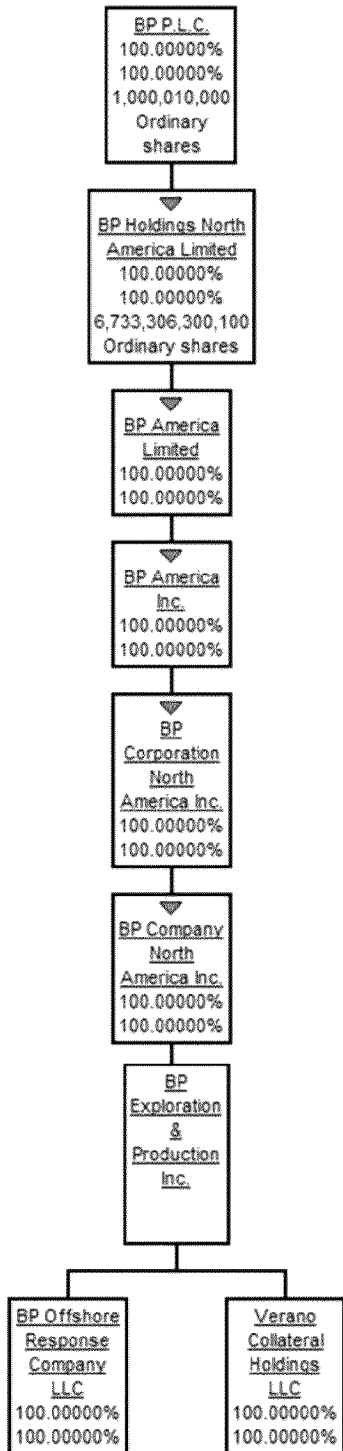 BP P.L.C.
100.00000%
100.00000%
1,000,010,000
Ordinary
shares
BP Holdings North
America Limited
100.00000%
100.00000%
6,733,306,300,100
Ordinary shares
BP America
Limited
100.00000%
100.00000%
BP America
Inc.
100.00000%
100.00000%
BP
Corporation
North
America Inc.
100.00000%
100.00000%
BP Company
North
America Inc.
100.00000%
100.00000%
BP
Exploration
&
Production
Inc.
BP Offshore
Response
Company
LLC
100.00000%
100.00000%
Verano
Collateral
Holdings
LLC
100.00000%
100.00000%